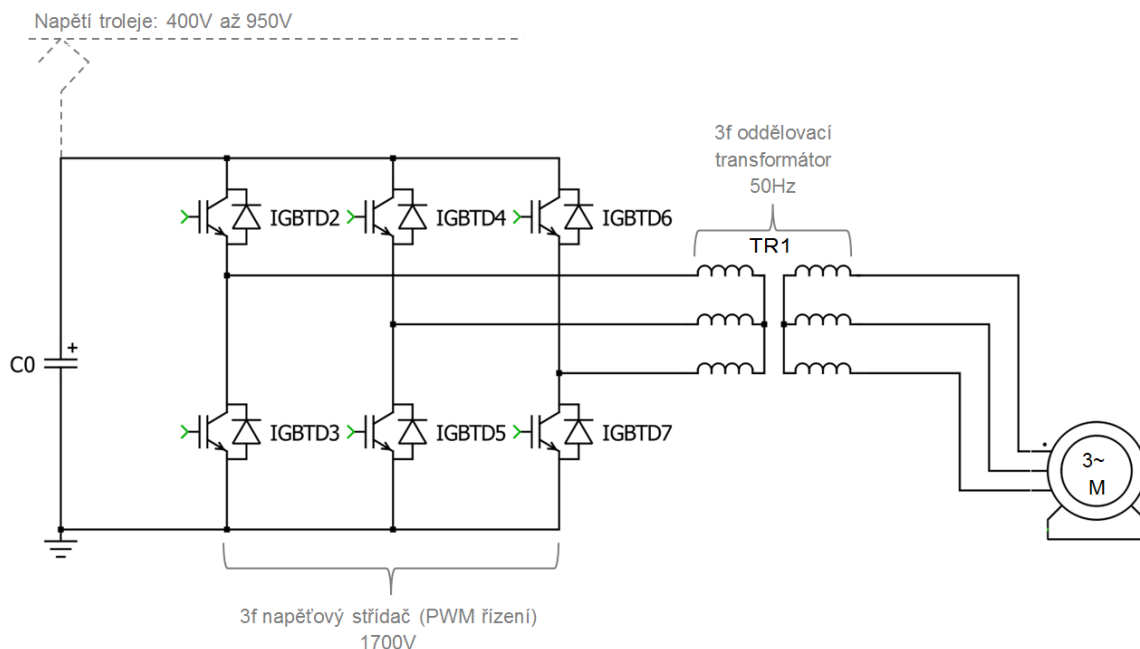 Napětí troleje: 400V až 950V
3f oddělovací
transformátor
50Hz
TR1
IGBTD2
IGBTD4
IGBTD6
C0
+
IGBTD3
IGBTD5
IGBTD7
3~
M
3f napěťový střídač (PWM řízení)
1700V